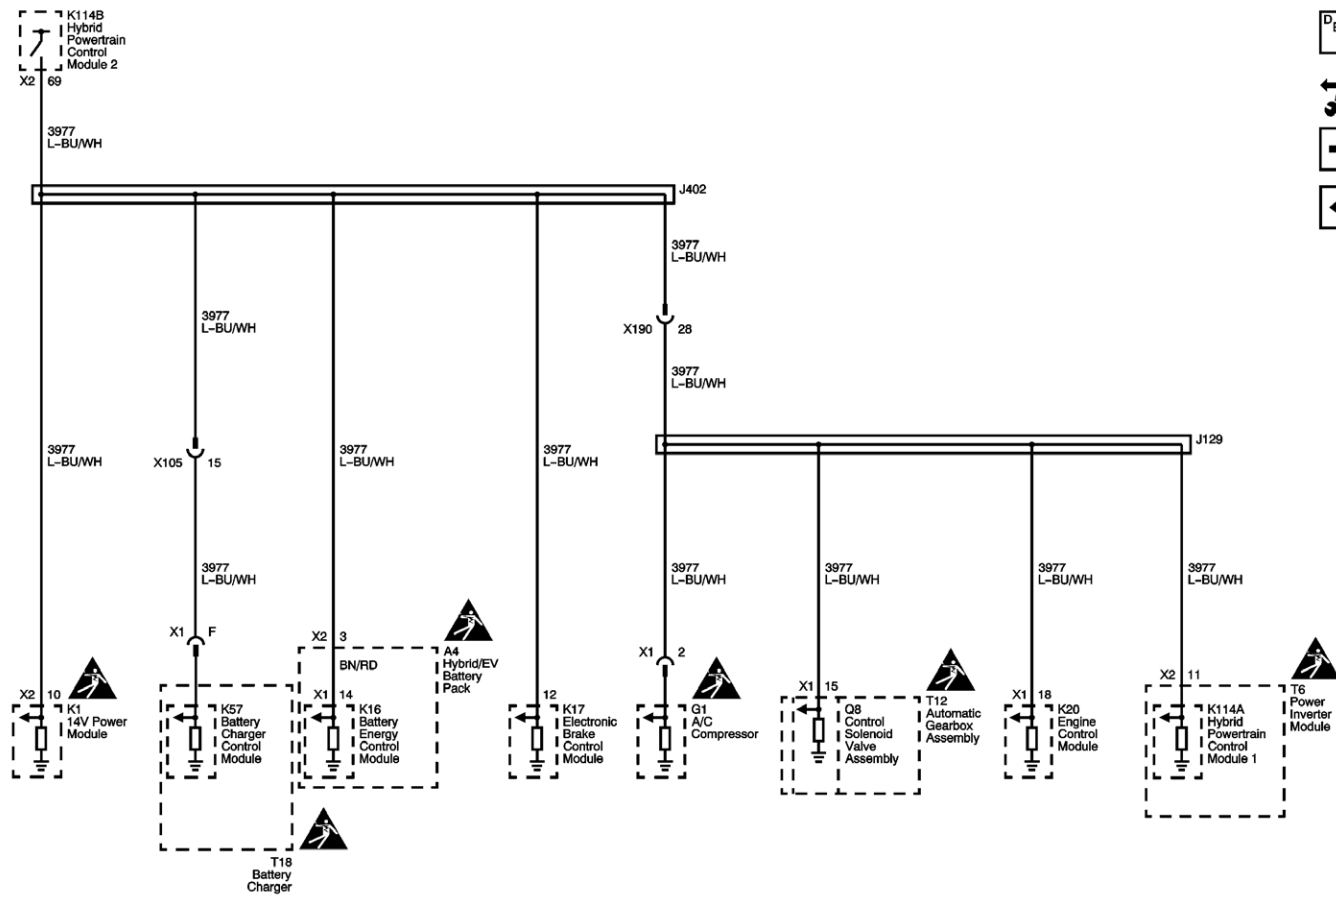 K114B
Hybrid
Powertrain
Control
Module 2
X2 69
3977
L-BU/WH
J402
3977
L-BU/WH
3977
L-BU/WH
X190 28
3977
L-BU/WH
J129
3977
L-BU/WH
X105 15
3977
L-BU/WH
3977
L-BU/WH
3977
L-BU/WH
3977
L-BU/WH
3977
L-BU/WH
3977
L-BU/WH
3977
L-BU/WH
X1 F
X2 3
BN/RD
A4
Hybrid/EV
Battery
Pack
X1 2
X2 10
K1
14V Power
Module
K57
Battery
Charger
Control
Module
X1 14
K16
Battery
Energy
Control
Module
12
K17
Electronic
Brake
Control
Module
G1
A/C
Compressor
X1 15
Q8
Control
Solenoid
Valve
Assembly
T12
Automatic
Gearbox
Assembly
X1 18
K20
Engine
Control
Module
X2 11
K114A
Hybrid
Powertrain
Control
Module 1
T6
Power
Inverter
Module
T18
Battery
Charger
D